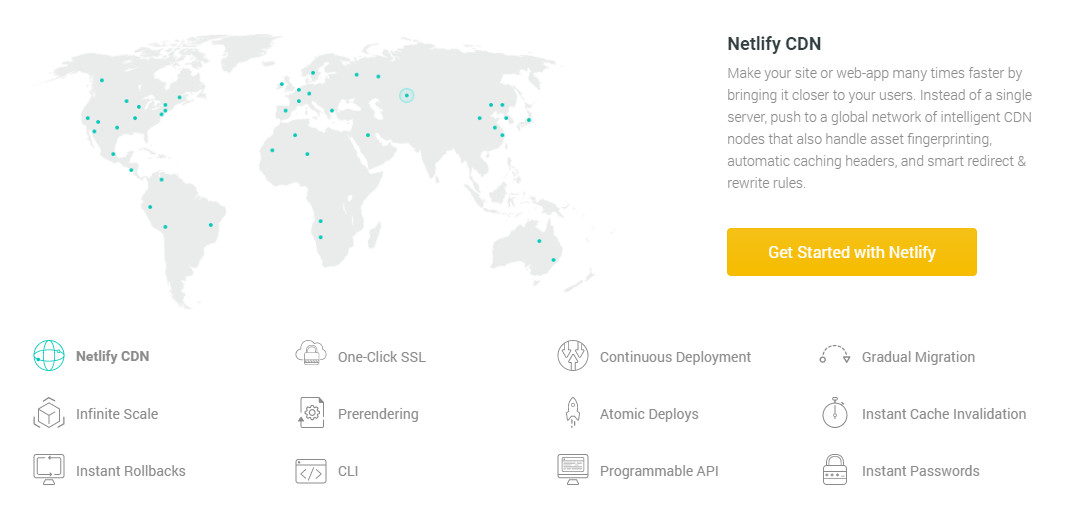 Netlify CDN
Make your site or web-app many times faster by
bringing it closer to your users. Instead of a single
server, push to a global network of intelligent CDN
nodes that also handle asset fingerprinting,
automatic caching headers, and smart redirect &
rewrite rules.
Get Started with Netlify
Netlify CDN
One-Click SSL
Continuous Deployment
Gradual Migration
Infinite Scale
Prerendering
Atomic Deploys
Instant Cache Invalidation
Instant Rollbacks
CLI
Programmable API
Instant Passwords